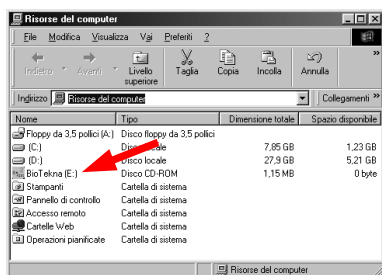 Risorse del computer
File Modifica Visualizza Vai Preferiti ?
Indietro Avanti Livello superiore Taglia Copia Incolla Annulla »
Indirizzo Risorse del computer Collegamenti »
Nome Tipo Dimensione totale Spazio disponibile
Floppy da 3,5 pollici (A:) Disco floppy da 3,5 pollici
(C:) Disco locale 7,85 GB 1,23 GB
(D:) Disco locale 27,9 GB 5,21 GB
BioTekna (E:) Disco CD-ROM 1,15 MB 0 byte
Stampanti Cartella di sistema
Pannello di controllo Cartella di sistema
Accesso remoto Cartella di sistema
Cartelle Web Cartella di sistema
Operazioni pianificate Cartella di sistema
Risorse del computer